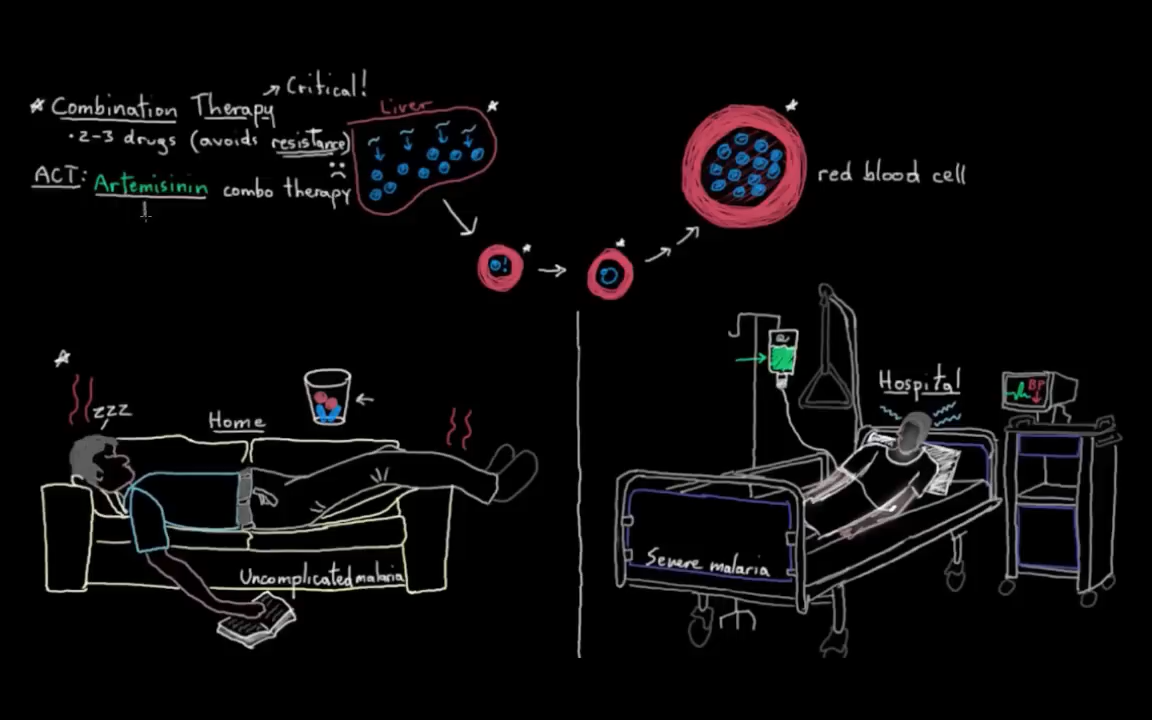 Critical!
* Combination Therapy
• 2-3 drugs (avoids resistance)
ACT: Artemisinin combo therapy
Liver
red blood cell
zzz
Home
Uncomplicated malaria
Hospital
BP
Severe malaria